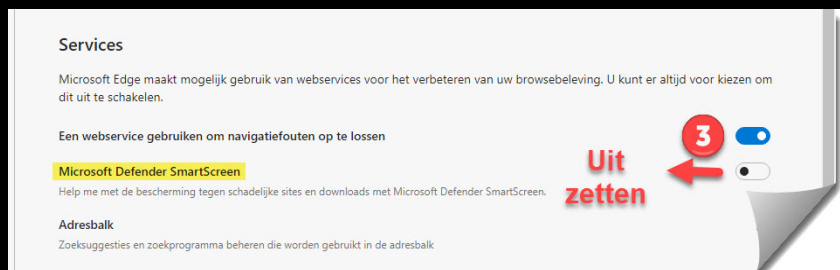 Services
Microsoft Edge maakt mogelijk gebruik van webservices voor het verbeteren van uw browsebeleving. U kunt er altijd voor kiezen om
dit uit te schakelen.
Een webservice gebruiken om navigatiefouten op te lossen
3
Microsoft Defender SmartScreen
Help me met de bescherming tegen schadelijke sites en downloads met Microsoft Defender SmartScreen.
Uit
zetten
Adresbalk
Zoeksuggesties en zoekprogramma beheren die worden gebruikt in de adresbalk